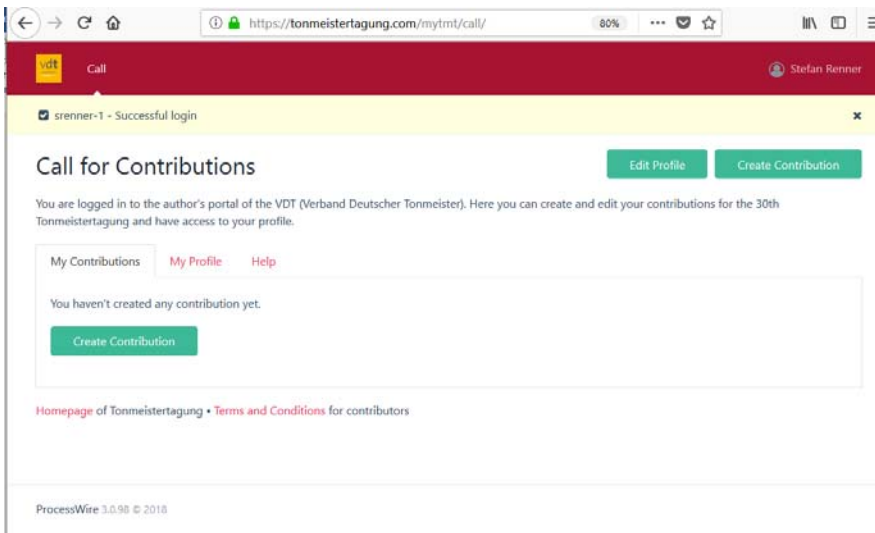 https://tonmeistertagung.com/mytmt/call/
80%
vdt
Call
Stefan Renner
srenner-1 - Successful login
Call for Contributions
Edit Profile
Create Contribution
You are logged in to the author's portal of the VDT (Verband Deutscher Tonmeister). Here you can create and edit your contributions for the 30th
Tonmeistertagung and have access to your profile.
My Contributions
My Profile
Help
You haven't created any contribution yet.
Create Contribution
Homepage of Tonmeistertagung • Terms and Conditions for contributors
ProcessWire 3.0.98 © 2018